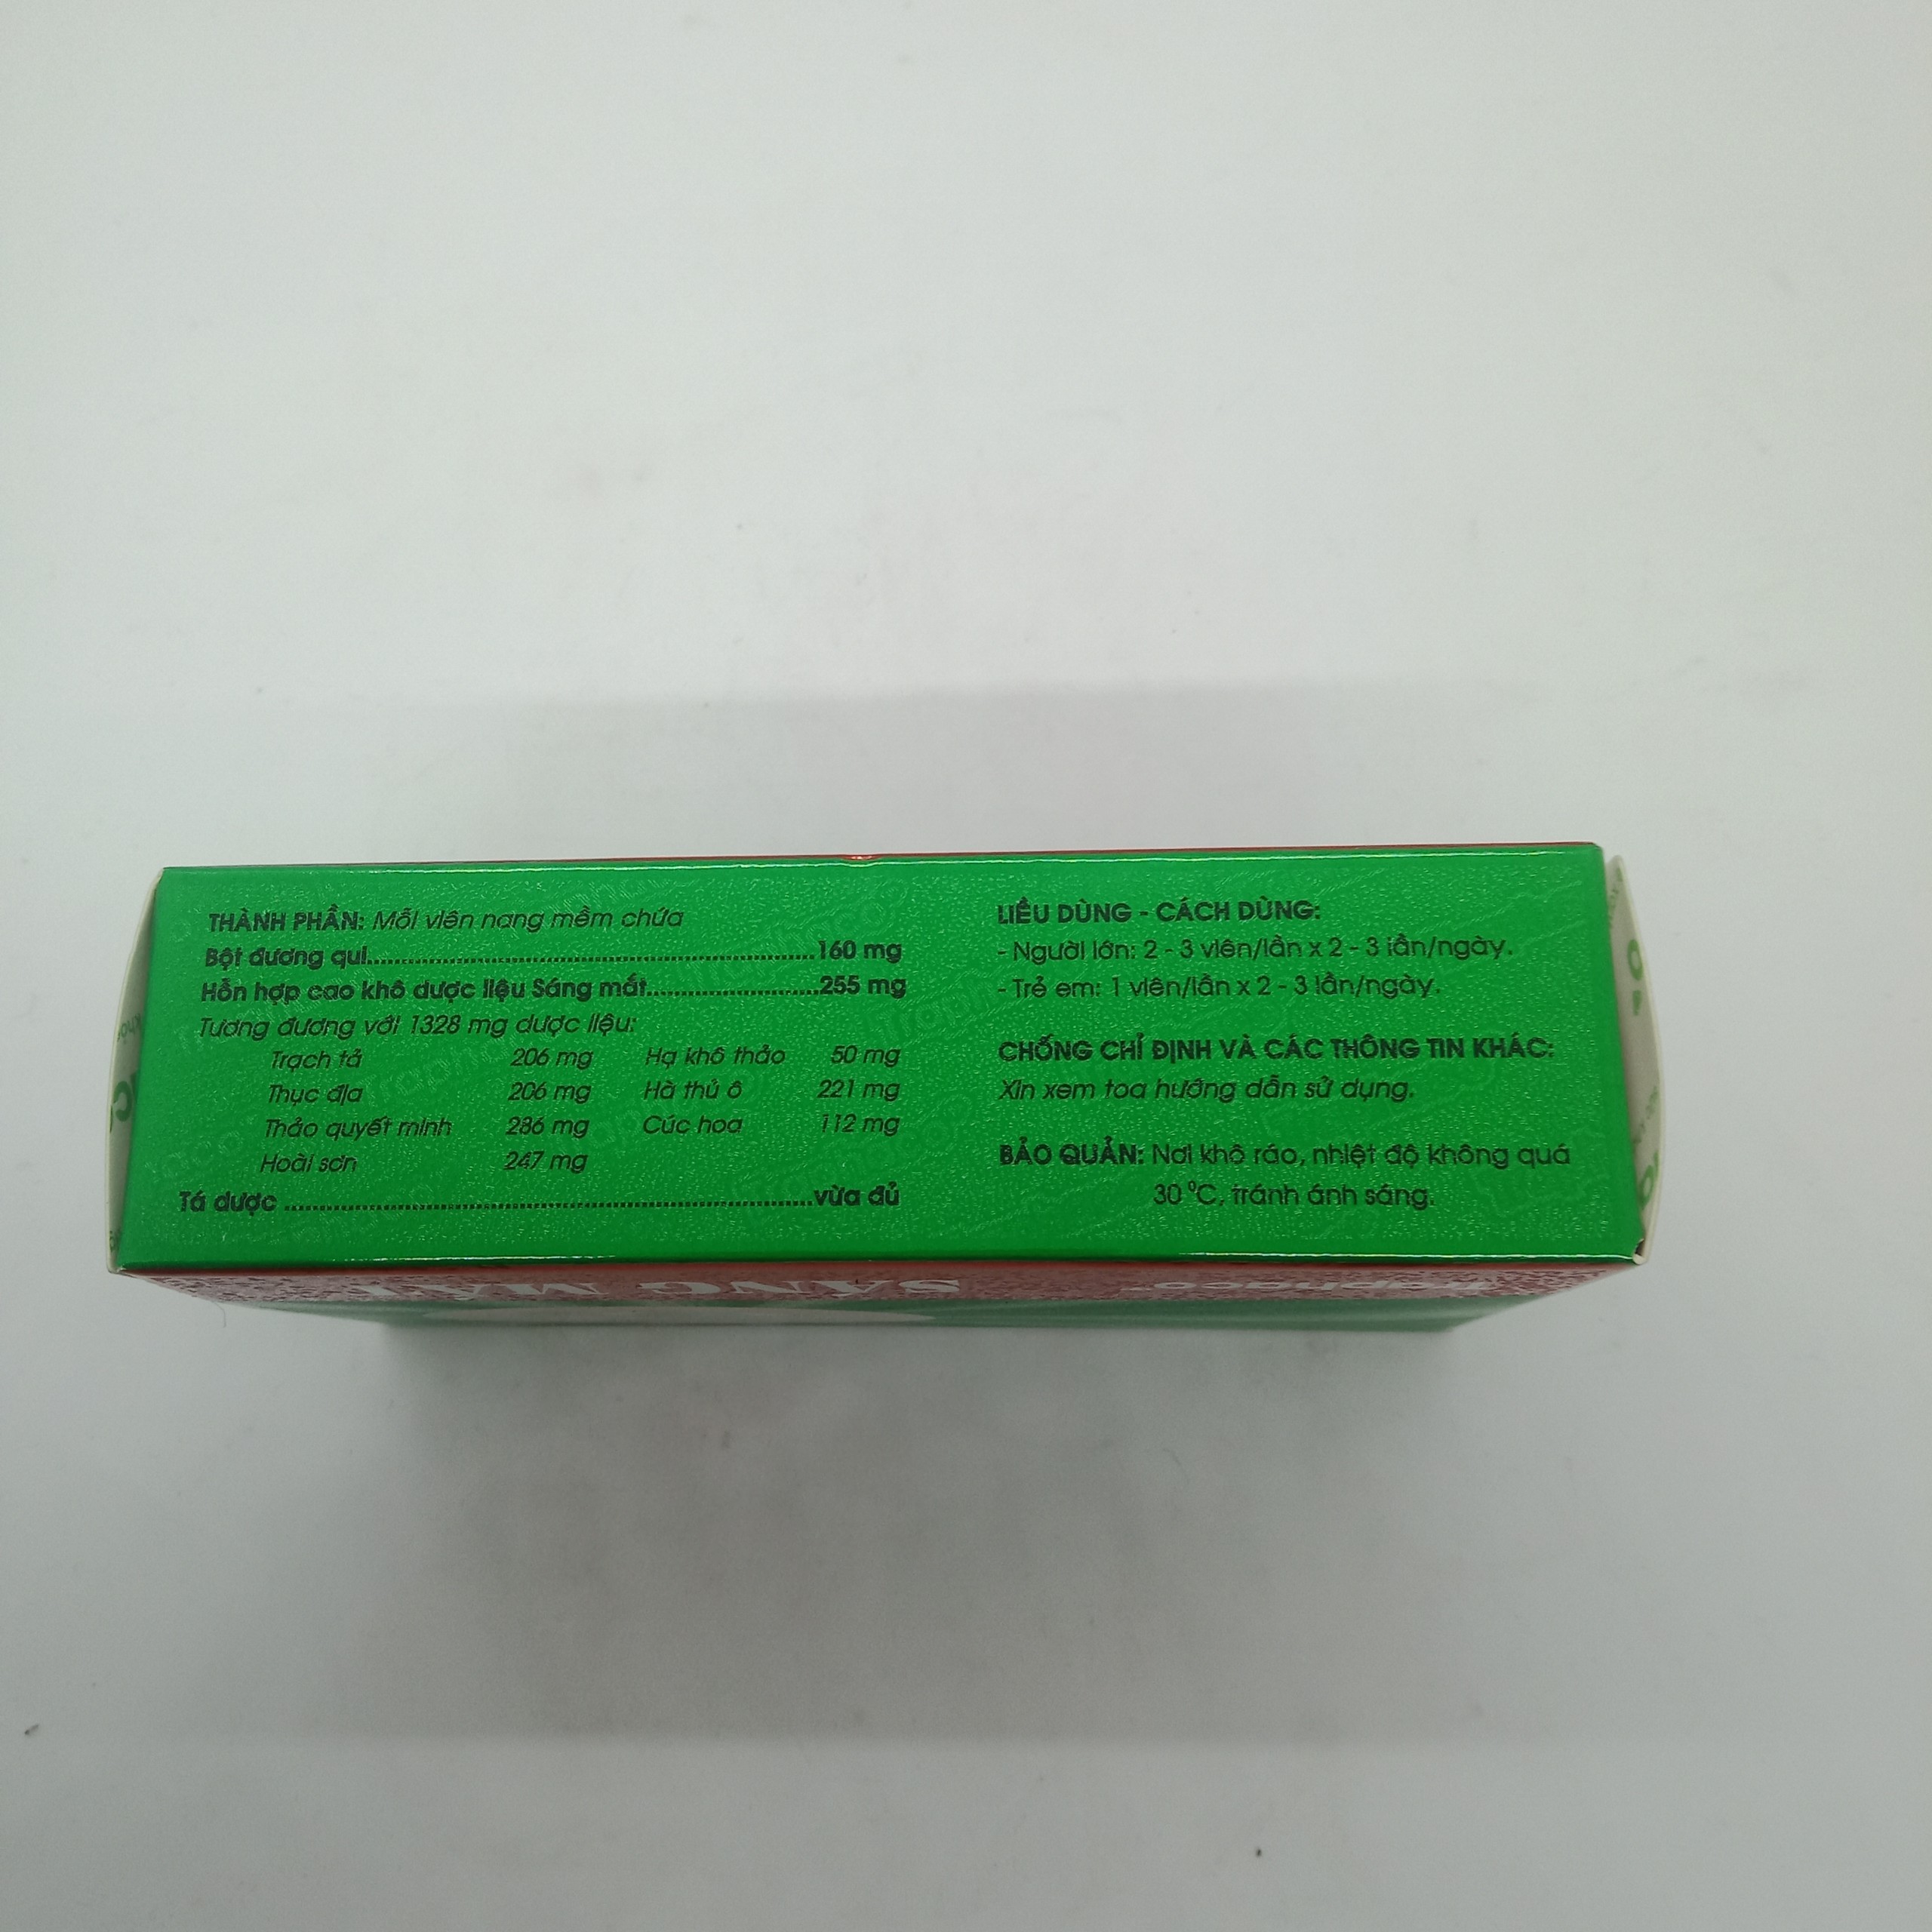 THÀNH PHẦN: Mỗi viên nang mềm chứa
Bột đương qui..........160 mg
Hỗn hợp cao khô dược liệu Sáng mắt..........255 mg
Tương đương với 1328 mg dược liệu:
Trạch tả 206 mg Hạ khô thảo 50 mg
Thục địa 206 mg Hà thủ ô 221 mg
Thảo quyết minh 286 mg Cúc hoa 112 mg
Hoài sơn 247 mg
Tá dược ..........vừa đủ
LIỀU DÙNG - CÁCH DÙNG:
- Người lớn: 2 - 3 viên/lần x 2 - 3 lần/ngày.
- Trẻ em: 1 viên/lần x 2 - 3 lần/ngày.
CHỐNG CHỈ ĐỊNH VÀ CÁC THÔNG TIN KHÁC:
Xin xem toa hướng dẫn sử dụng.
BẢO QUẢN: Nơi khô ráo, nhiệt độ không quá
30 ⁰C, tránh ánh sáng.
SÁNG MẮT